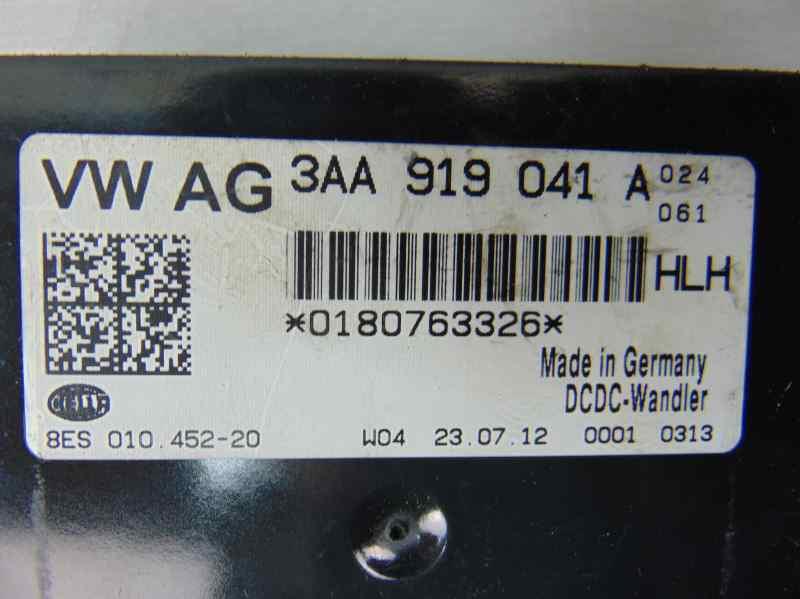 VW AG 3AA 919 041 A 024
061
HLH
*0180763326*
Made in Germany
DCDC-Wandler
HELLA
8ES 010.452-20 W04 23.07.12 0001 0313